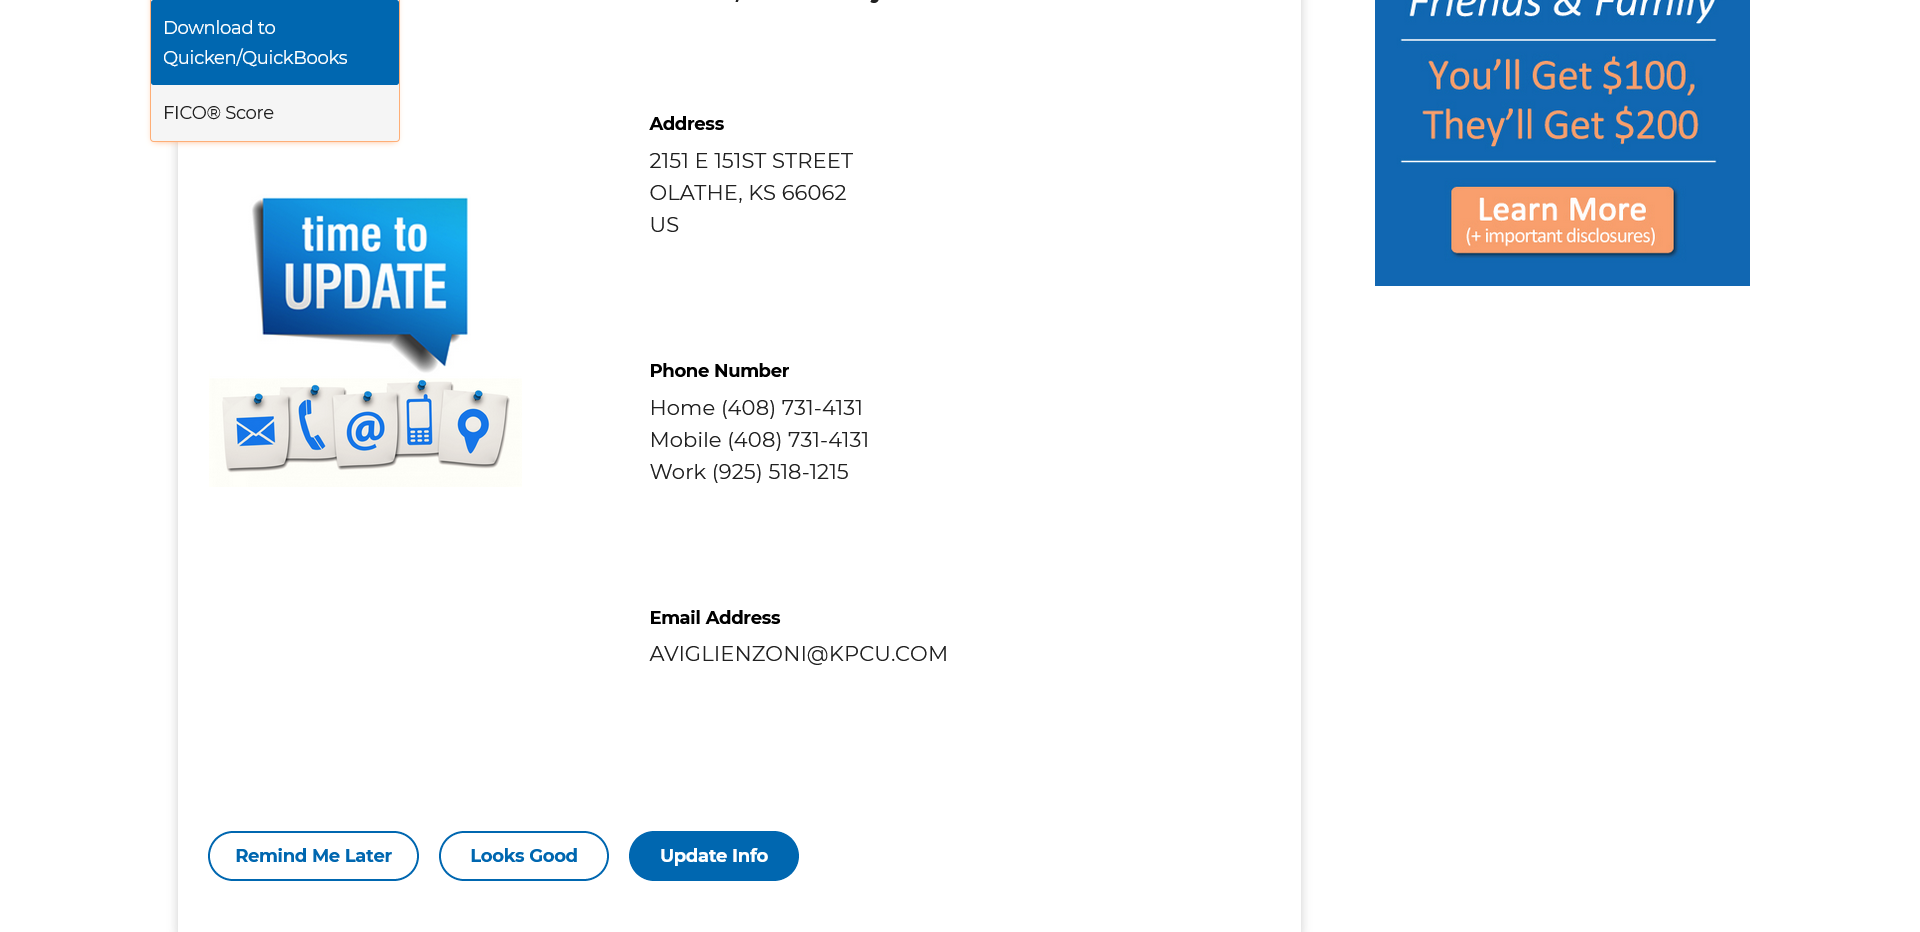 Download to
Quicken/QuickBooks
FICO® Score
time to
UPDATE
@
Address
2151 E 151ST STREET
OLATHE, KS 66062
US
Phone Number
Home (408) 731-4131
Mobile (408) 731-4131
Work (925) 518-1215
Email Address
AVIGLIENZONI@KPCU.COM
Remind Me Later
Looks Good
Update Info
Friends & Family
You'll Get $100,
They'll Get $200
Learn More
(+ important disclosures)